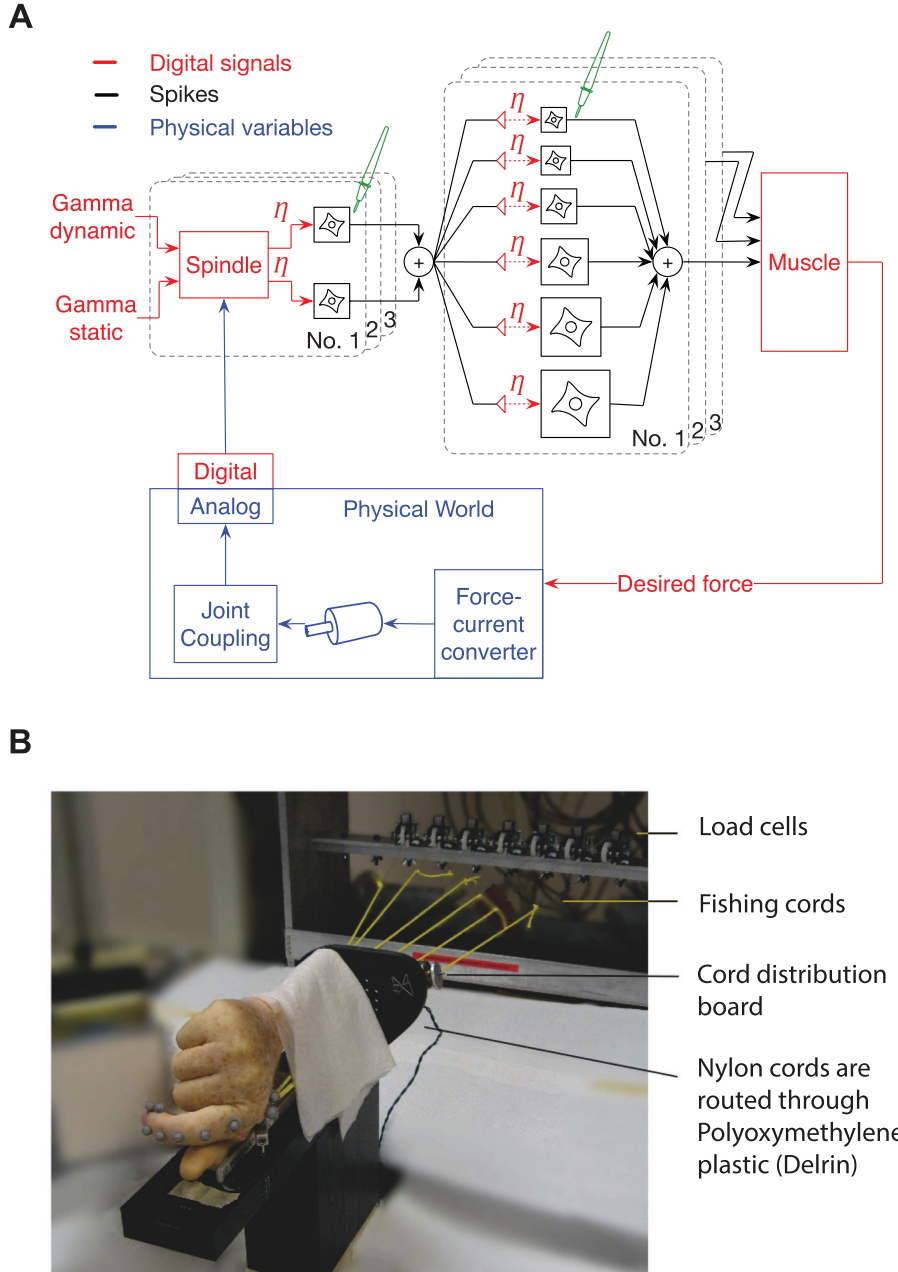 A
Digital signals
Spikes
Physical variables
Gamma
dynamic
Gamma
static
Spindle
η
η
No. 1 2 3
+
η
η
η
η
η
η
No. 1 2 3
+
Muscle
Digital
Analog
Physical World
Joint
Coupling
Force-
current
converter
Desired force
B
Load cells
Fishing cords
Cord distribution
board
Nylon cords are
routed through
Polyoxymethylene
plastic (Delrin)